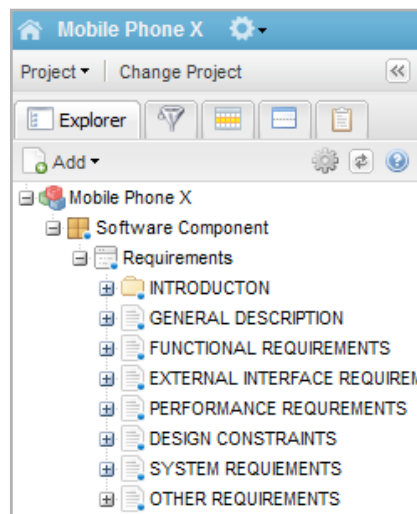 Mobile Phone X
Project Change Project
Explorer
Add
Mobile Phone X
Software Component
Requirements
INTRODUCTON
GENERAL DESCRIPTION
FUNCTIONAL REQUIREMENTS
EXTERNAL INTERFACE REQUIREM
PERFORMANCE REQUREMENTS
DESIGN CONSTRAINTS
SYSTEM REQUIEMENTS
OTHER REQUIREMENTS